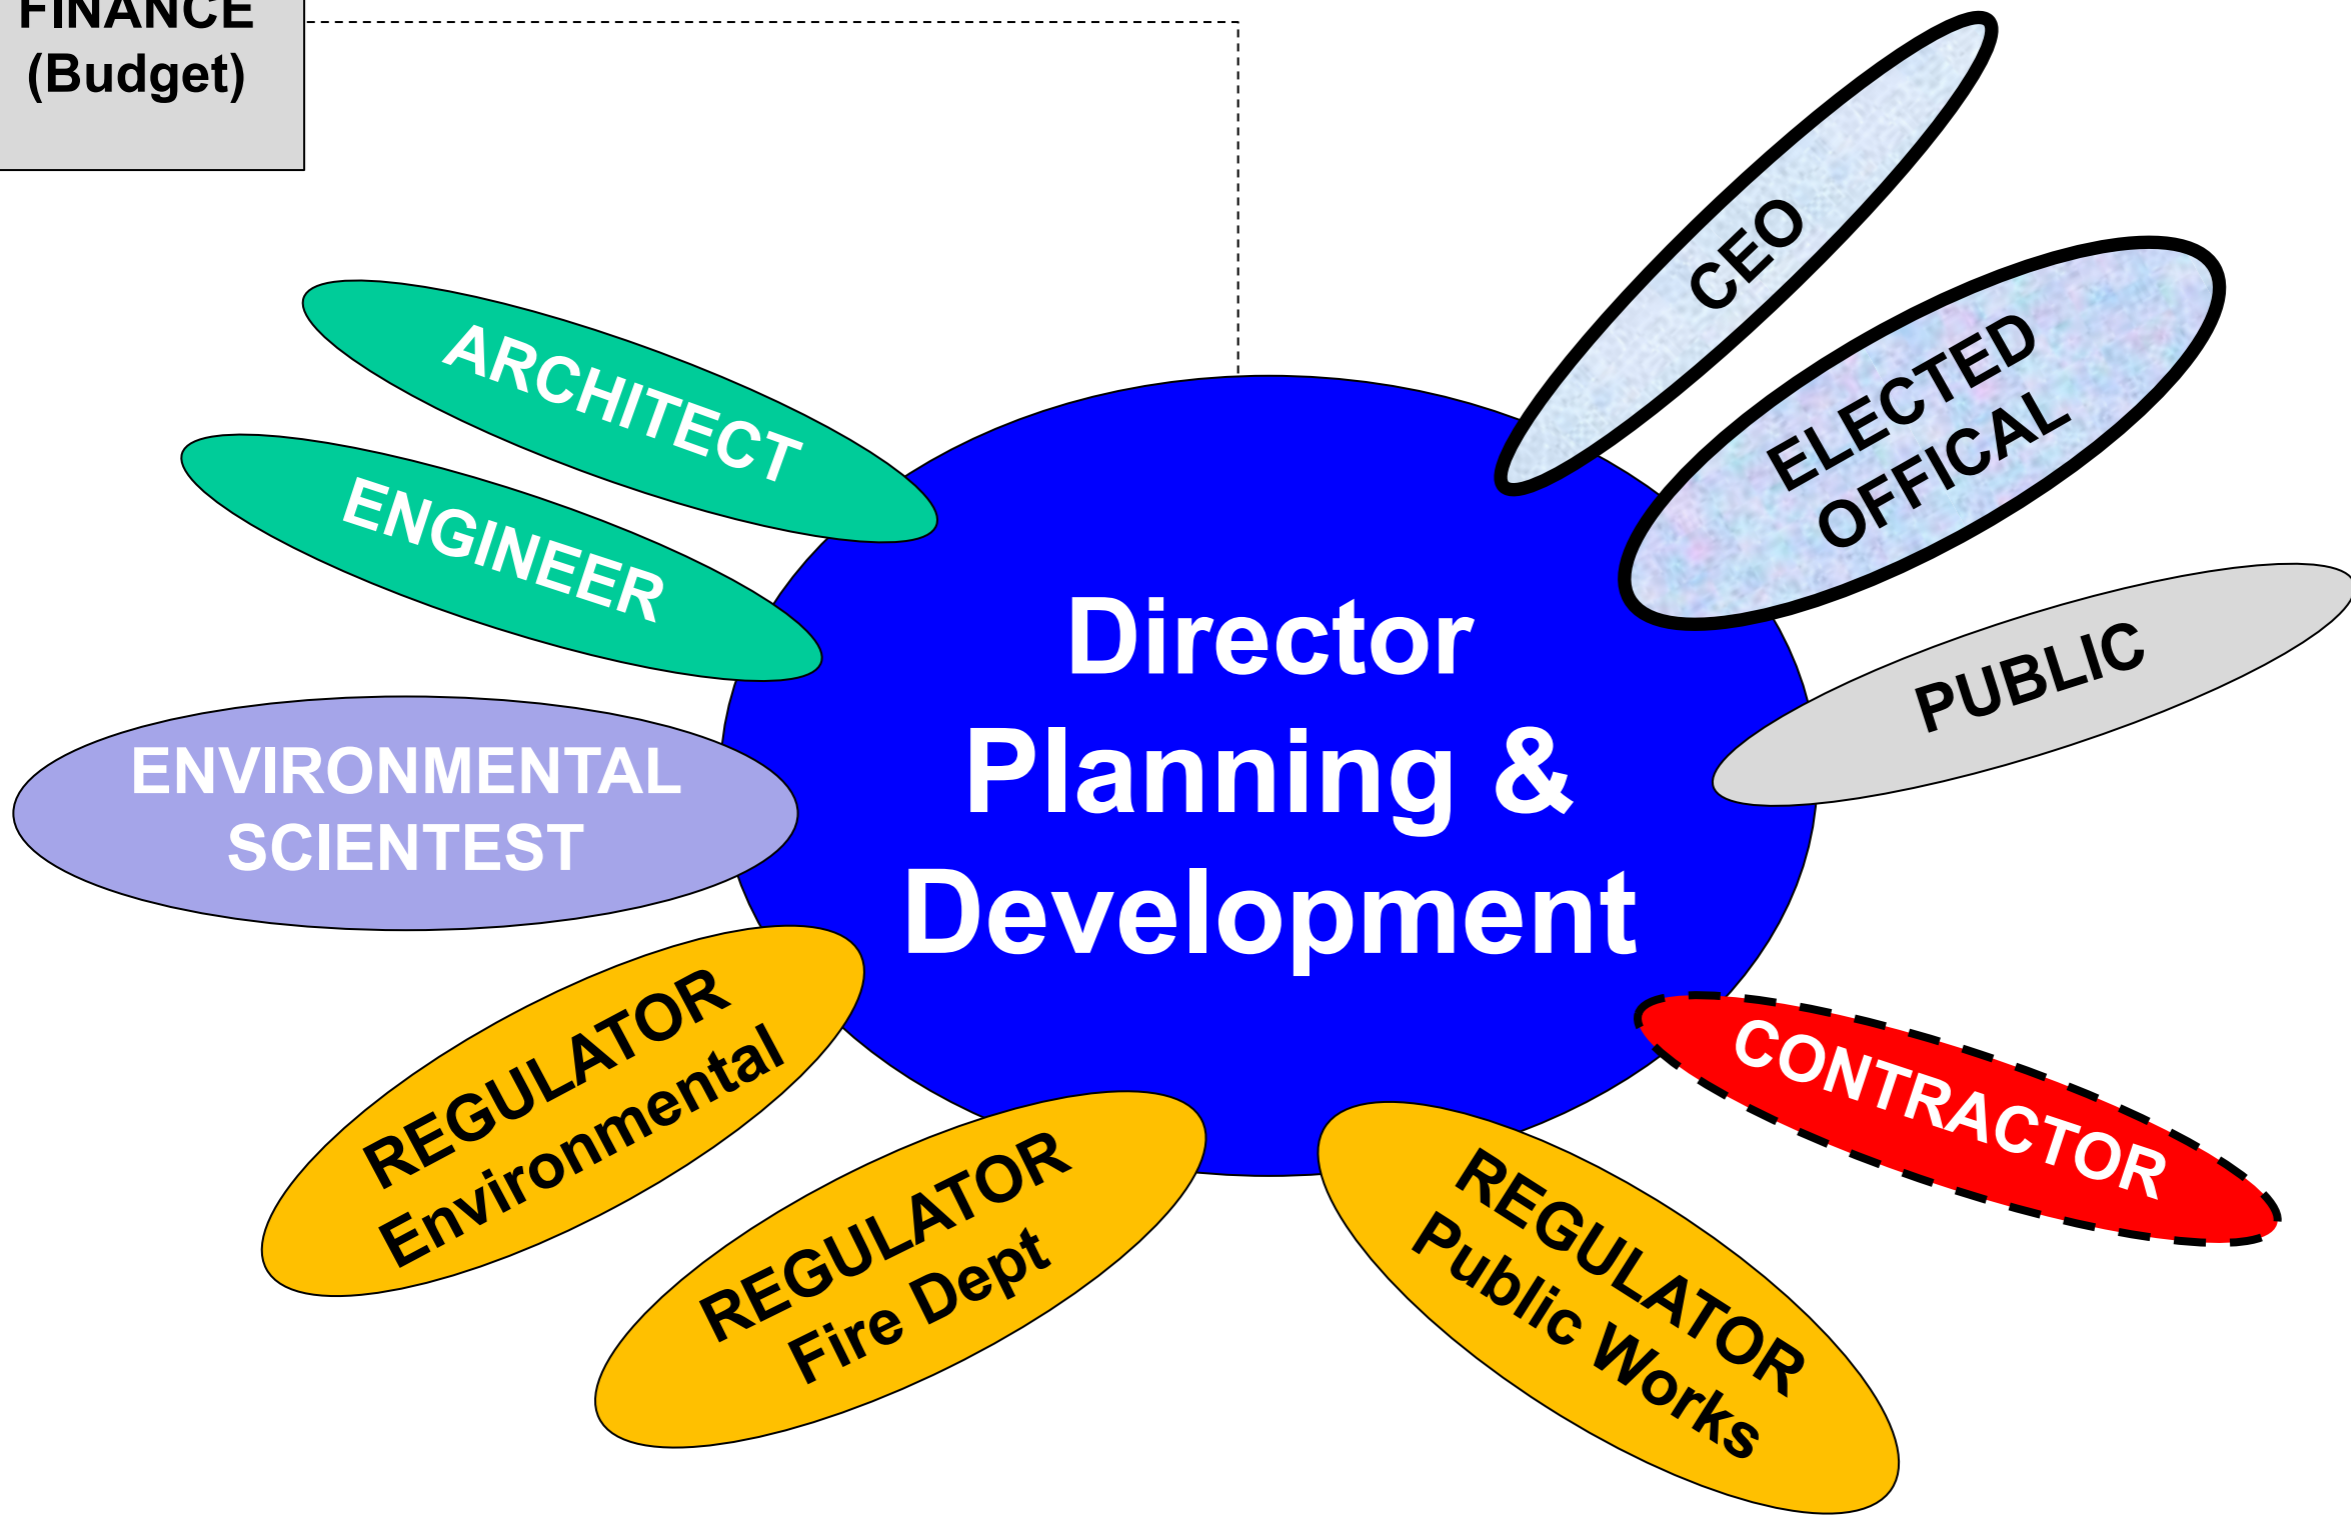 FINANCE
(Budget)
CEO
ELECTED
OFFICAL
ARCHITECT
ENGINEER
PUBLIC
Director
Planning &
Development
ENVIRONMENTAL
SCIENTEST
REGULATOR
Environmental
REGULATOR
Fire Dept
REGULATOR
Public Works
CONTRACTOR